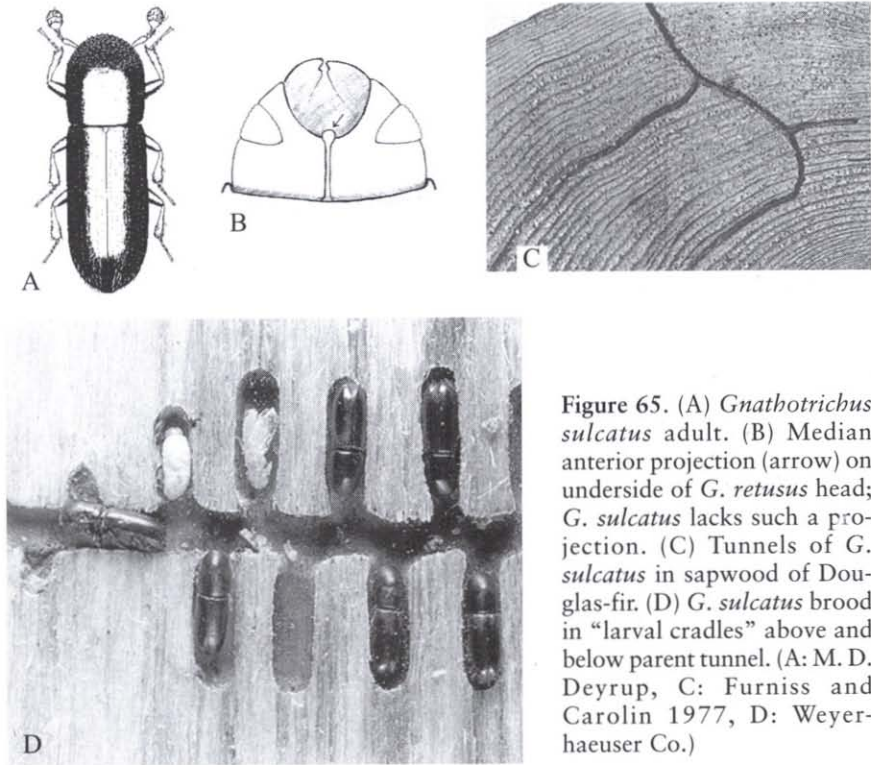 A
B
C
D
Figure 65. (A) Gnathotrichus
sulcatus adult. (B) Median
anterior projection (arrow) on
underside of G. retusus head;
G. sulcatus lacks such a pro-
jection. (C) Tunnels of G.
sulcatus in sapwood of Dou-
glas-fir. (D) G. sulcatus brood
in “larval cradles” above and
below parent tunnel. (A: M. D.
Deyrup, C: Furniss and
Carolin 1977, D: Weyer-
haeuser Co.)